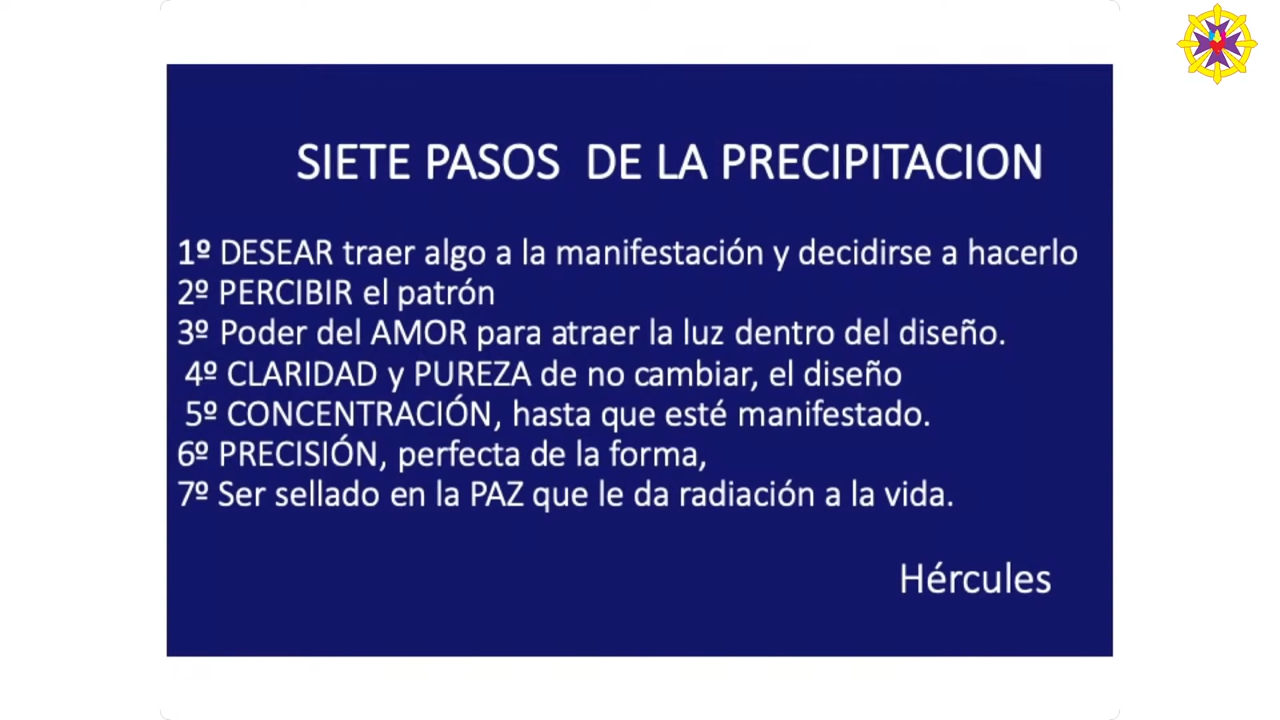 SIETE PASOS DE LA PRECIPITACION
1º DESEAR traer algo a la manifestación y decidirse a hacerlo
2º PERCIBIR el patrón
3º Poder del AMOR para atraer la luz dentro del diseño.
4º CLARIDAD y PUREZA de no cambiar, el diseño
5º CONCENTRACIÓN, hasta que esté manifestado.
6º PRECISIÓN, perfecta de la forma,
7º Ser sellado en la PAZ que le da radiación a la vida.
Hércules